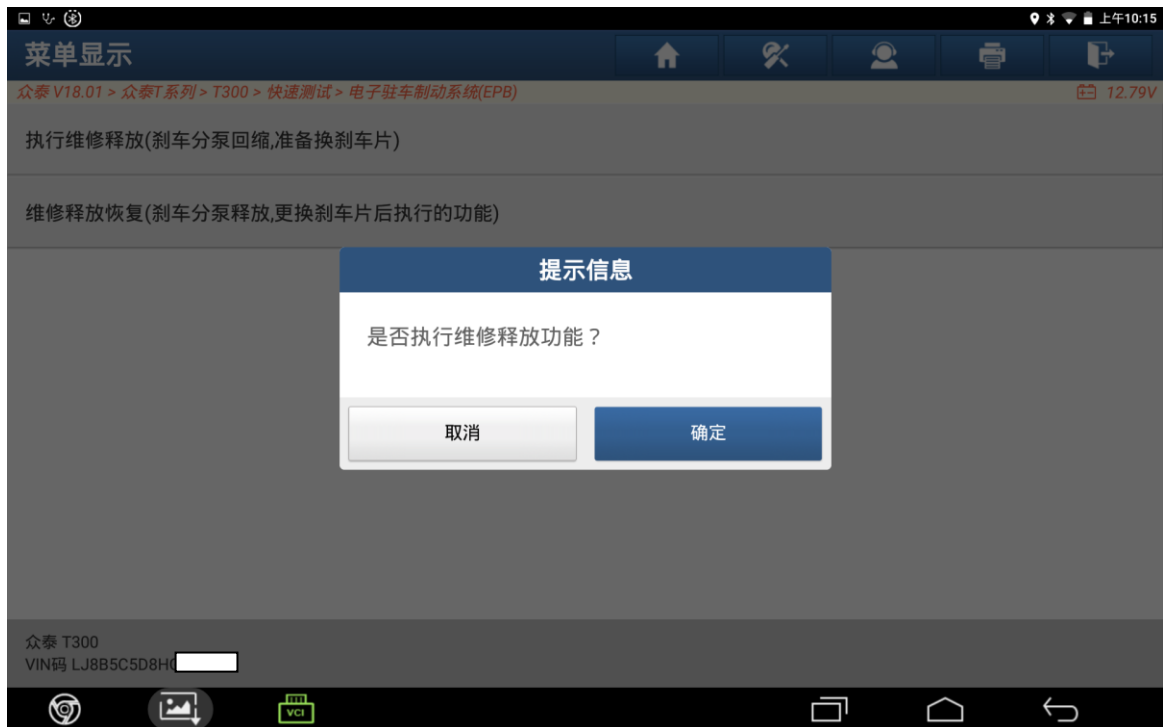 上午10:15
菜单显示
众泰 V18.01 > 众泰T系列 > T300 > 快速测试 > 电子驻车制动系统(EPB)
12.79V
执行维修释放(刹车分泵回缩,准备换刹车片)
维修释放恢复(刹车分泵释放,更换刹车片后执行的功能)
提示信息
是否执行维修释放功能？
取消
确定
众泰 T300
VIN码 LJ8B5C5D8H
VCI